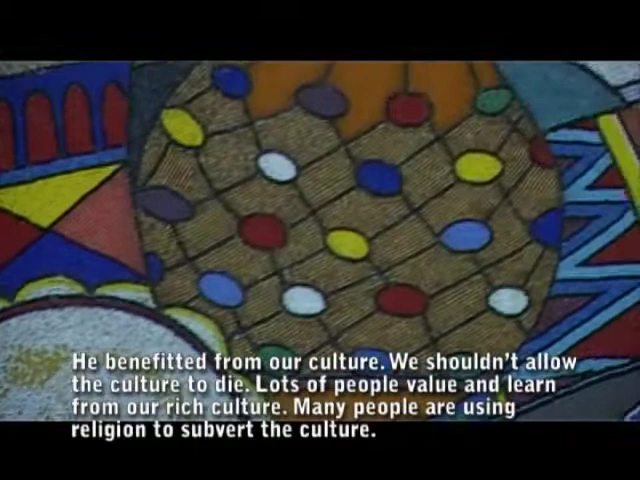 He benefitted from our culture. We shouldn't allow
the culture to die. Lots of people value and learn
from our rich culture. Many people are using
religion to subvert the culture.